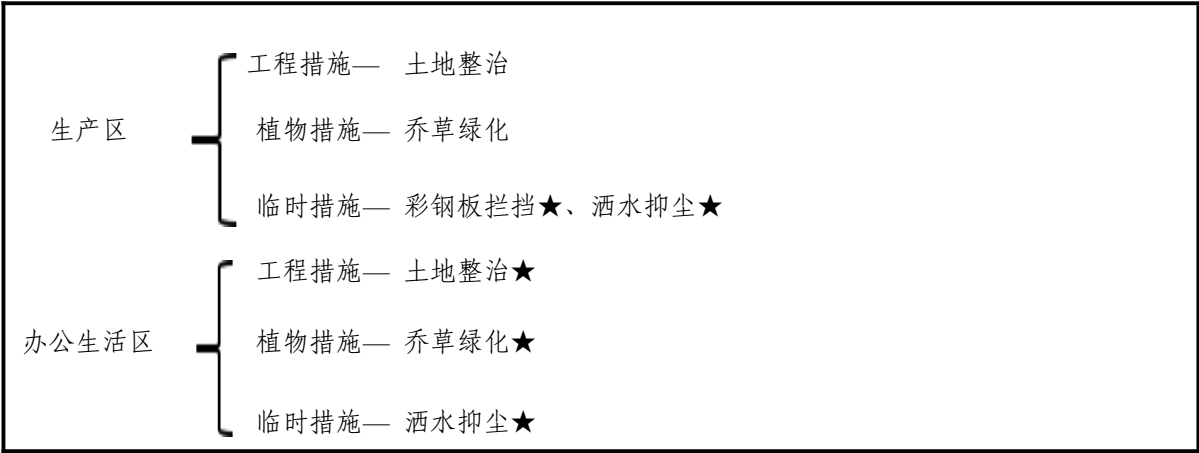 工程措施— 土地整治
生产区
植物措施— 乔草绿化
临时措施— 彩钢板拦挡★、洒水抑尘★
工程措施— 土地整治★
办公生活区
植物措施— 乔草绿化★
临时措施— 洒水抑尘★